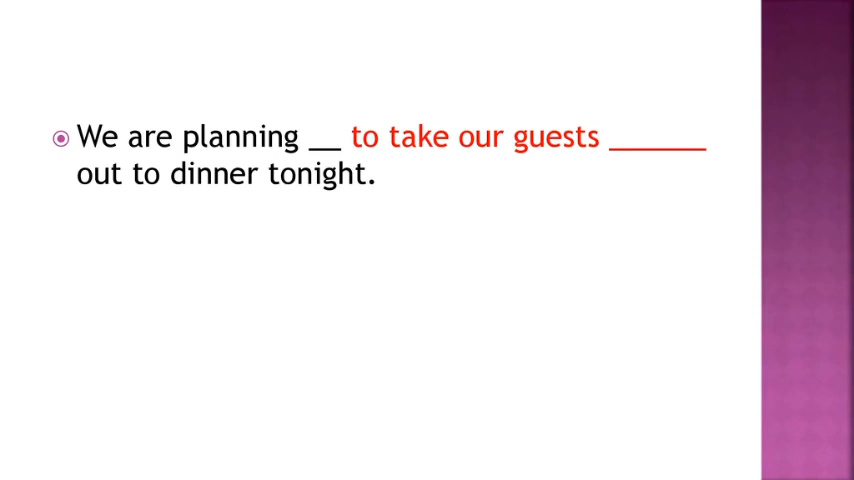 We are planning __ to take our guests ______
out to dinner tonight.